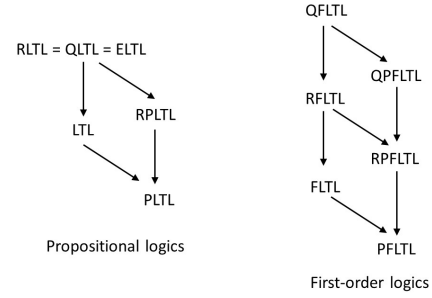 RLTL = QLTL = ELTL
LTL
RPLTL
PLTL
Propositional logics
QFLTL
QPFLTL
RFLTL
RPFLTL
FLTL
PFLTL
First-order logics